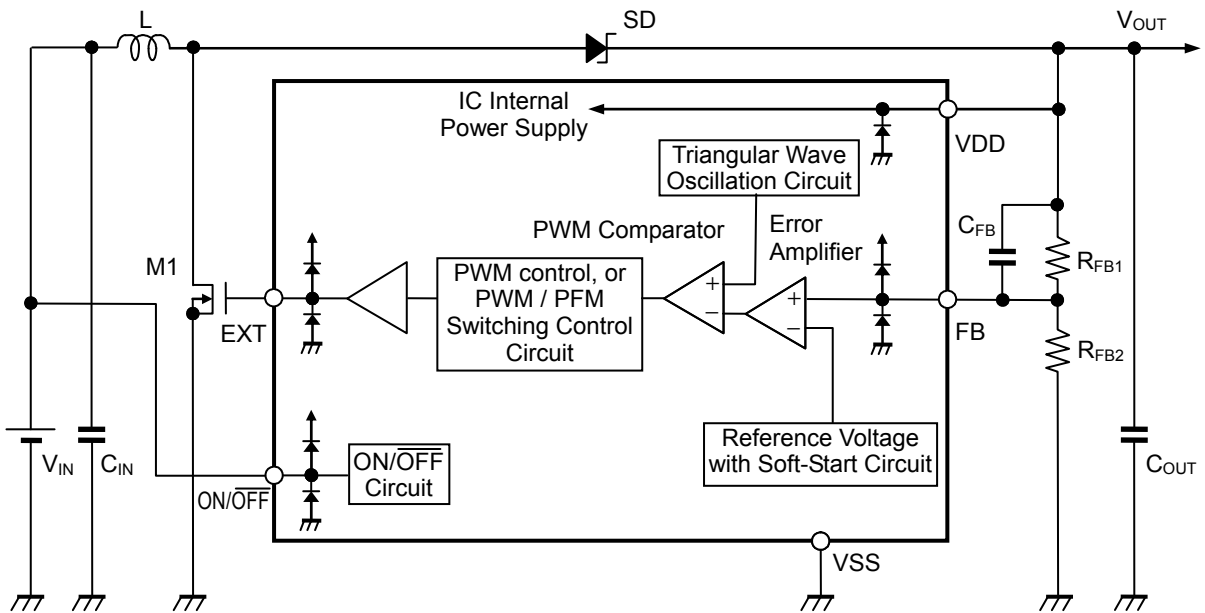 L
SD
VOUT
IC Internal
Power Supply
VDD
Triangular Wave
Oscillation Circuit
CFB
PWM Comparator
Error
Amplifier
RFB1
M1
PWM control, or
PWM / PFM
Switching Control
Circuit
+
−
+
−
EXT
FB
RFB2
Reference Voltage
with Soft-Start Circuit
VIN
CIN
ON/O̅F̅F̅
Circuit
ON/O̅F̅F̅
COUT
VSS